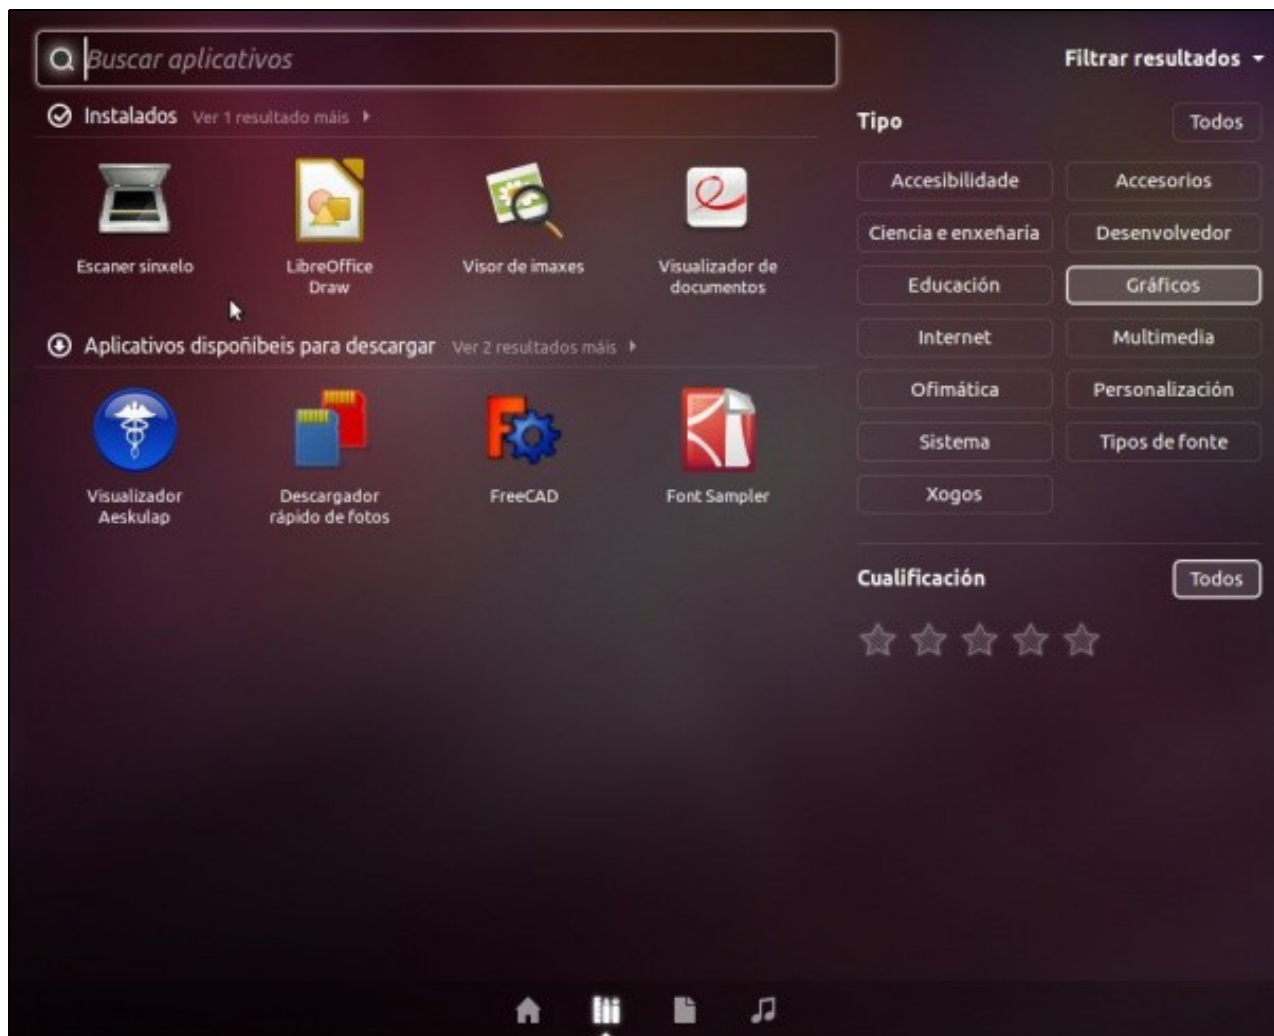 Buscar aplicativos
Filtrar resultados
Instalados Ver 1 resultado máis
Escaner sinxelo
LibreOffice
Draw
Visor de imaxes
Visualizador de
documentos
Aplicativos dispoñíbeis para descargar Ver 2 resultados máis
Visualizador
Aeskulap
Descargador
rápido de fotos
FreeCAD
Font Sampler
Tipo Todos
Accesibilidade Accesorios
Ciencia e enxeñaría Desenvolvedor
Educación Gráficos
Internet Multimedia
Ofimática Personalización
Sistema Tipos de fonte
Xogos
Cualificación Todos